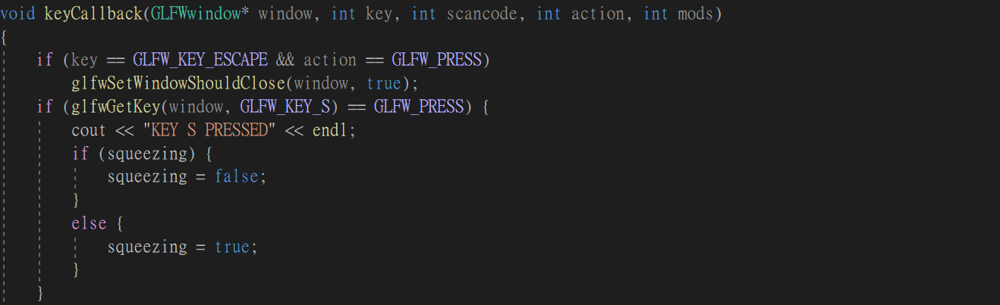 void keyCallback(GLFWwindow* window, int key, int scancode, int action, int mods)
{
    if (key == GLFW_KEY_ESCAPE && action == GLFW_PRESS)
        glfwSetWindowShouldClose(window, true);
    if (glfwGetKey(window, GLFW_KEY_S) == GLFW_PRESS) {
        cout << "KEY S PRESSED" << endl;
        if (squeezing) {
            squeezing = false;
        }
        else {
            squeezing = true;
        }
    }